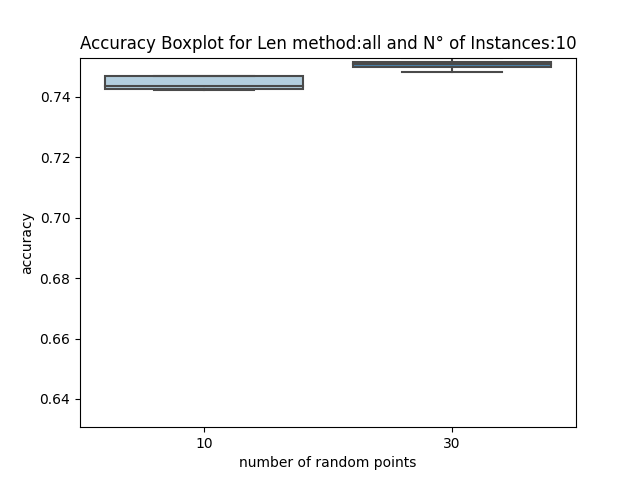 Accuracy Boxplot for Len method:all and N° of Instances:10
accuracy
0.74
0.72
0.70
0.68
0.66
0.64
10 30
number of random points